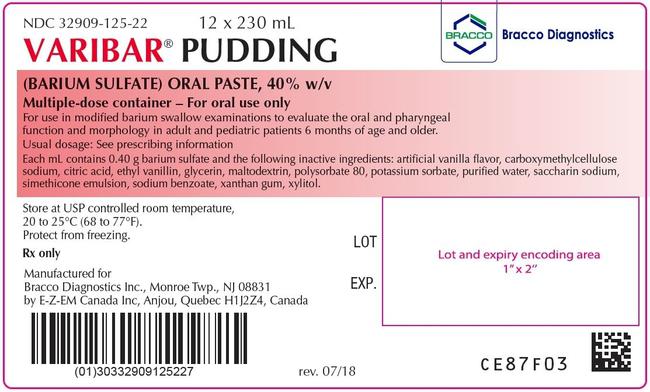 NDC 32909-125-22 12 x 230 mL
VARIBAR® PUDDING
BRACCO Bracco Diagnostics
(BARIUM SULFATE) ORAL PASTE, 40% w/v
Multiple-dose container – For oral use only
For use in modified barium swallow examinations to evaluate the oral and pharyngeal
function and morphology in adult and pediatric patients 6 months of age and older.
Usual dosage: See prescribing information
Each mL contains 0.40 g barium sulfate and the following inactive ingredients: artificial vanilla flavor, carboxymethylcellulose
sodium, citric acid, ethyl vanillin, glycerin, maltodextrin, polysorbate 80, potassium sorbate, purified water, saccharin sodium,
simethicone emulsion, sodium benzoate, xanthan gum, xylitol.
Store at USP controlled room temperature,
20 to 25°C (68 to 77°F).
Protect from freezing.
Rx only
Manufactured for
Bracco Diagnostics Inc., Monroe Twp., NJ 08831
by E-Z-EM Canada Inc, Anjou, Quebec H1J2Z4, Canada
LOT
EXP.
Lot and expiry encoding area
1″ x 2″
(01)30332909125227
rev. 07/18
CE87F03